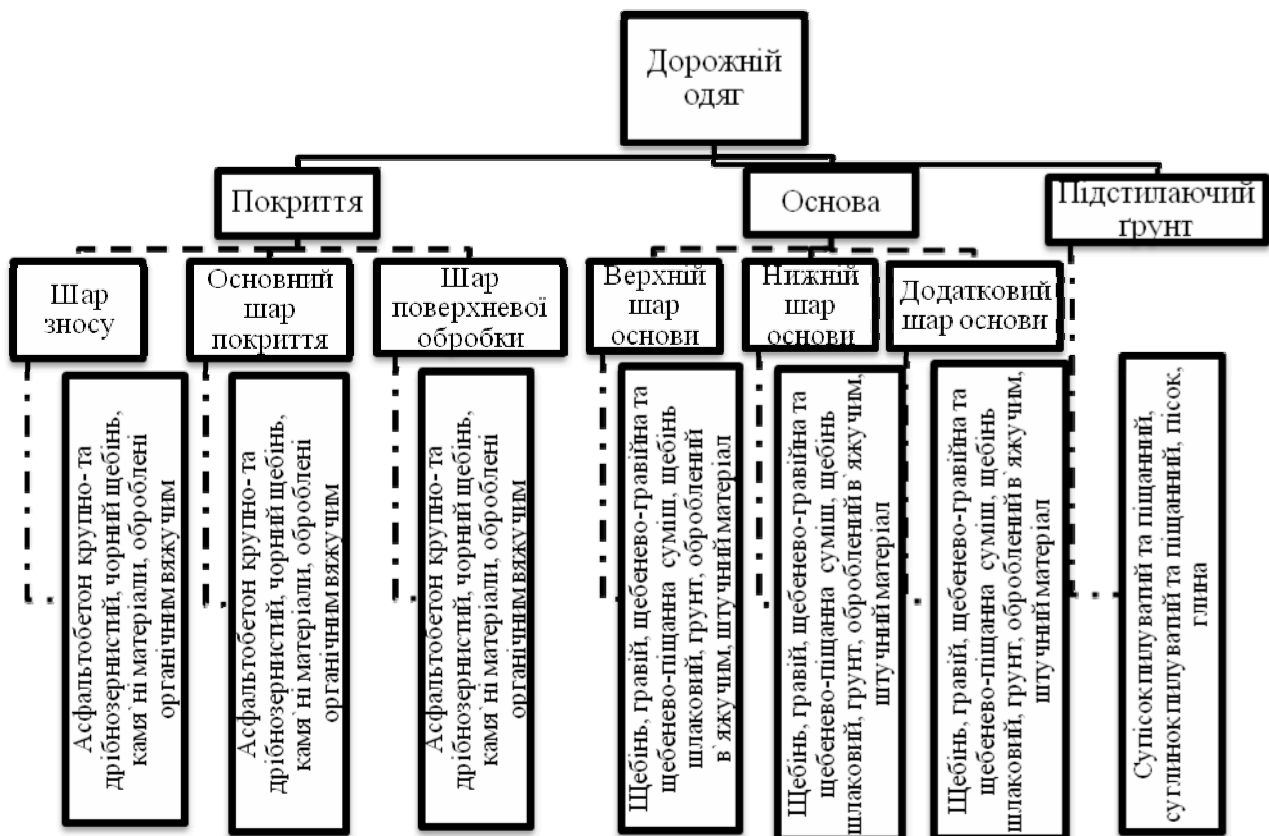 Дорожній
одяг
Покриття
Основа
Підстилаючий
ґрунт
Шар
зносу
Основний
шар
покриття
Шар
поверхневої
обробки
Верхній
шар
основи
Нижній
шар
основи
Додатковий
шар основи
Асфальтобетон крупно- та
дрібнозернистий, чорний щебінь,
камя`ні матеріали, оброблені
органічним вяжучим
Асфальтобетон крупно- та
дрібнозернистий, чорний щебінь,
камя`ні матеріали, оброблені
органічним вяжучим
Асфальтобетон крупно- та
дрібнозернистий, чорний щебінь,
камя`ні матеріали, оброблені
органічним вяжучим
Щебінь, гравій, щебенево-гравійна та
щебенево-піщанна суміш, щебінь
шлаковий, грунт, оброблений
в`яжучим, штучний матеріал
Щебінь, гравій, щебенево-гравійна та
щебенево-піщанна суміш, щебінь
шлаковий, грунт, оброблений в`яжучим,
штучний матеріал
Щебінь, гравій, щебенево-гравійна та
щебенево-піщанна суміш, щебінь
шлаковий, грунт, оброблений в`яжучим,
штучний матеріал
Супісок пилуватий та піщанний,
суглинок пилуватий та піщанний, пісок,
глина